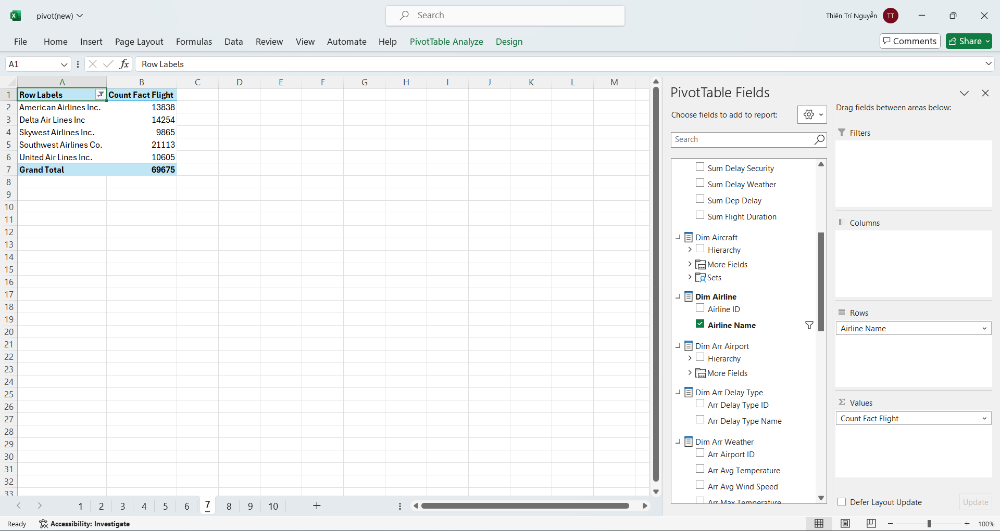 pivot(new)
Search
Thiện Trí Nguyễn
TT
File Home Insert Page Layout Formulas Data Review View Automate Help PivotTable Analyze Design
Comments
Share
A1
fx
Row Labels
A B C D E F G H I J K L M
1 Row Labels Count Fact Flight
2 American Airlines Inc. 13838
3 Delta Air Lines Inc 14254
4 Skywest Airlines Inc. 9865
5 Southwest Airlines Co. 21113
6 United Air Lines Inc. 10605
7 Grand Total 69675
8
9
10
11
12
13
14
15
16
17
18
19
20
21
22
23
24
25
26
27
28
29
30
31
32
33
PivotTable Fields
Choose fields to add to report:
Search
Sum Delay Security
Sum Delay Weather
Sum Dep Delay
Sum Flight Duration
Dim Aircraft
Hierarchy
More Fields
Sets
Dim Airline
Airline ID
Airline Name
Dim Arr Airport
Hierarchy
More Fields
Dim Arr Delay Type
Arr Delay Type ID
Arr Delay Type Name
Dim Arr Weather
Arr Airport ID
Arr Avg Temperature
Arr Avg Wind Speed
Arr Max Temperature
Drag fields between areas below:
Filters
Columns
Rows
Airline Name
Σ Values
Count Fact Flight
Defer Layout Update
Update
1 2 3 4 5 6 7 8 9 10
Ready
Accessibility: Investigate
100%